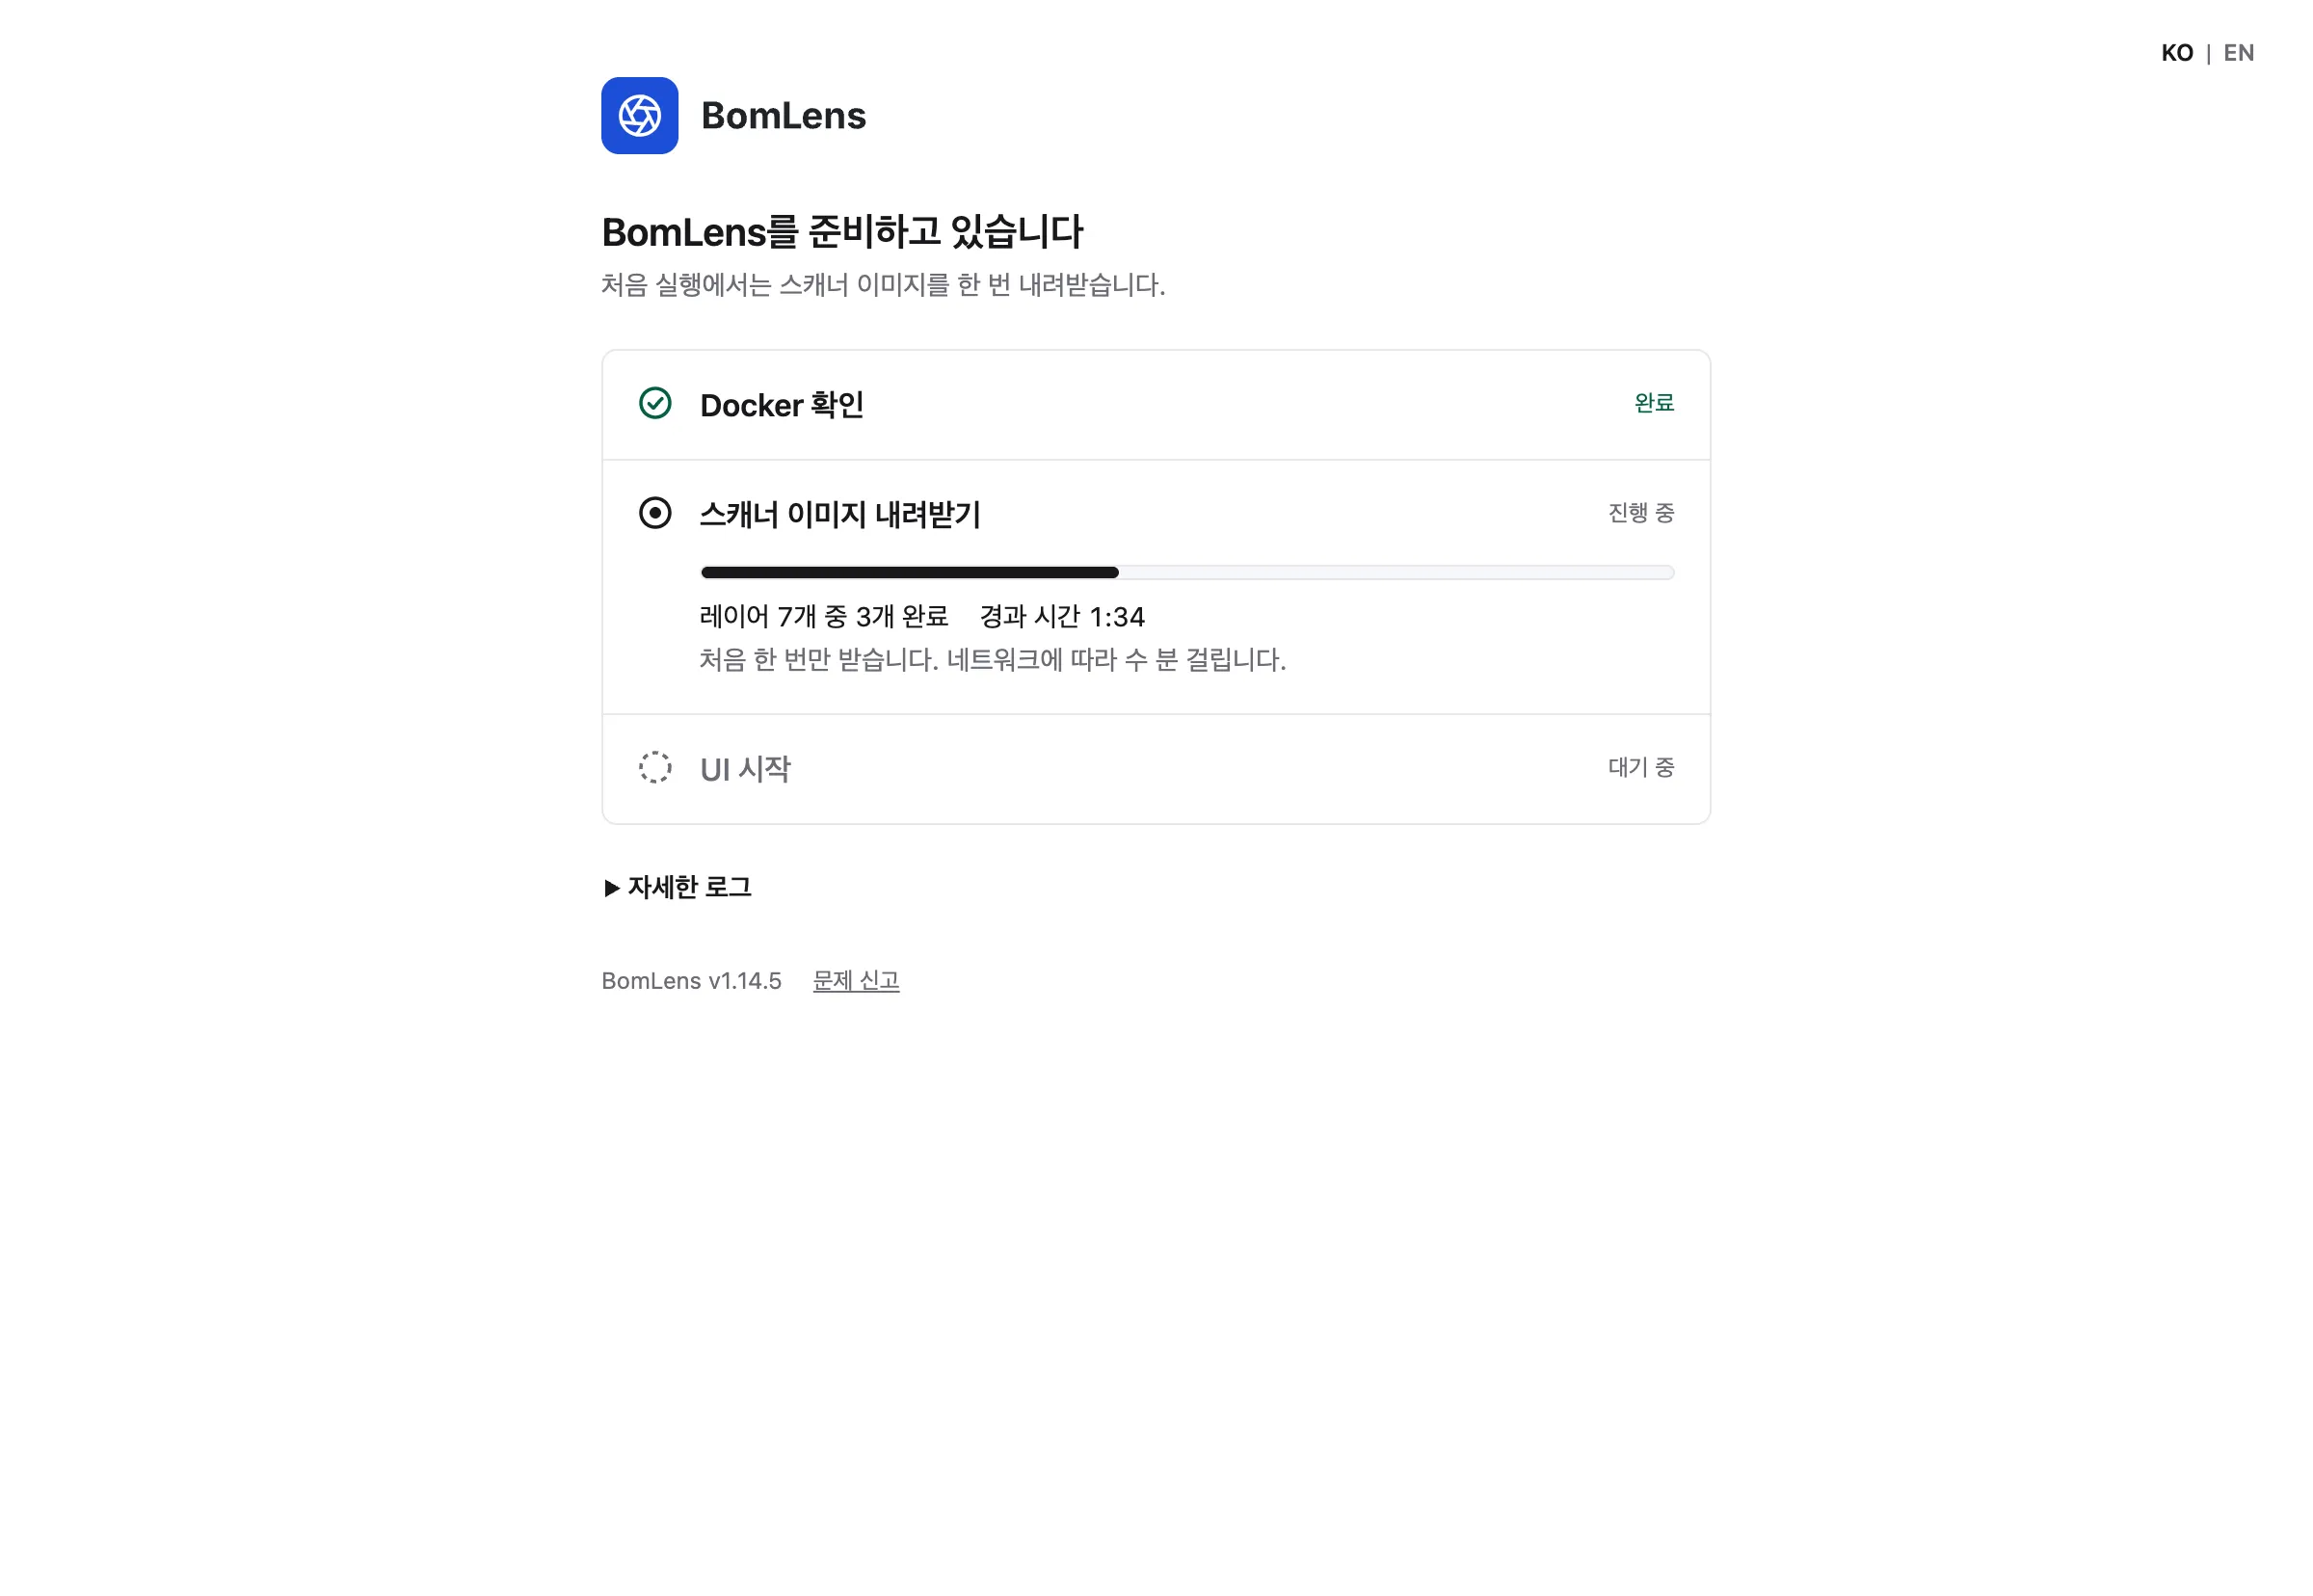 KO | EN
BomLens
BomLens를 준비하고 있습니다
처음 실행에서는 스캐너 이미지를 한 번 내려받습니다.
Docker 확인 완료
스캐너 이미지 내려받기 진행 중
레이어 7개 중 3개 완료 경과 시간 1:34
처음 한 번만 받습니다. 네트워크에 따라 수 분 걸립니다.
UI 시작 대기 중
▶ 자세한 로그
BomLens v1.14.5 문제 신고